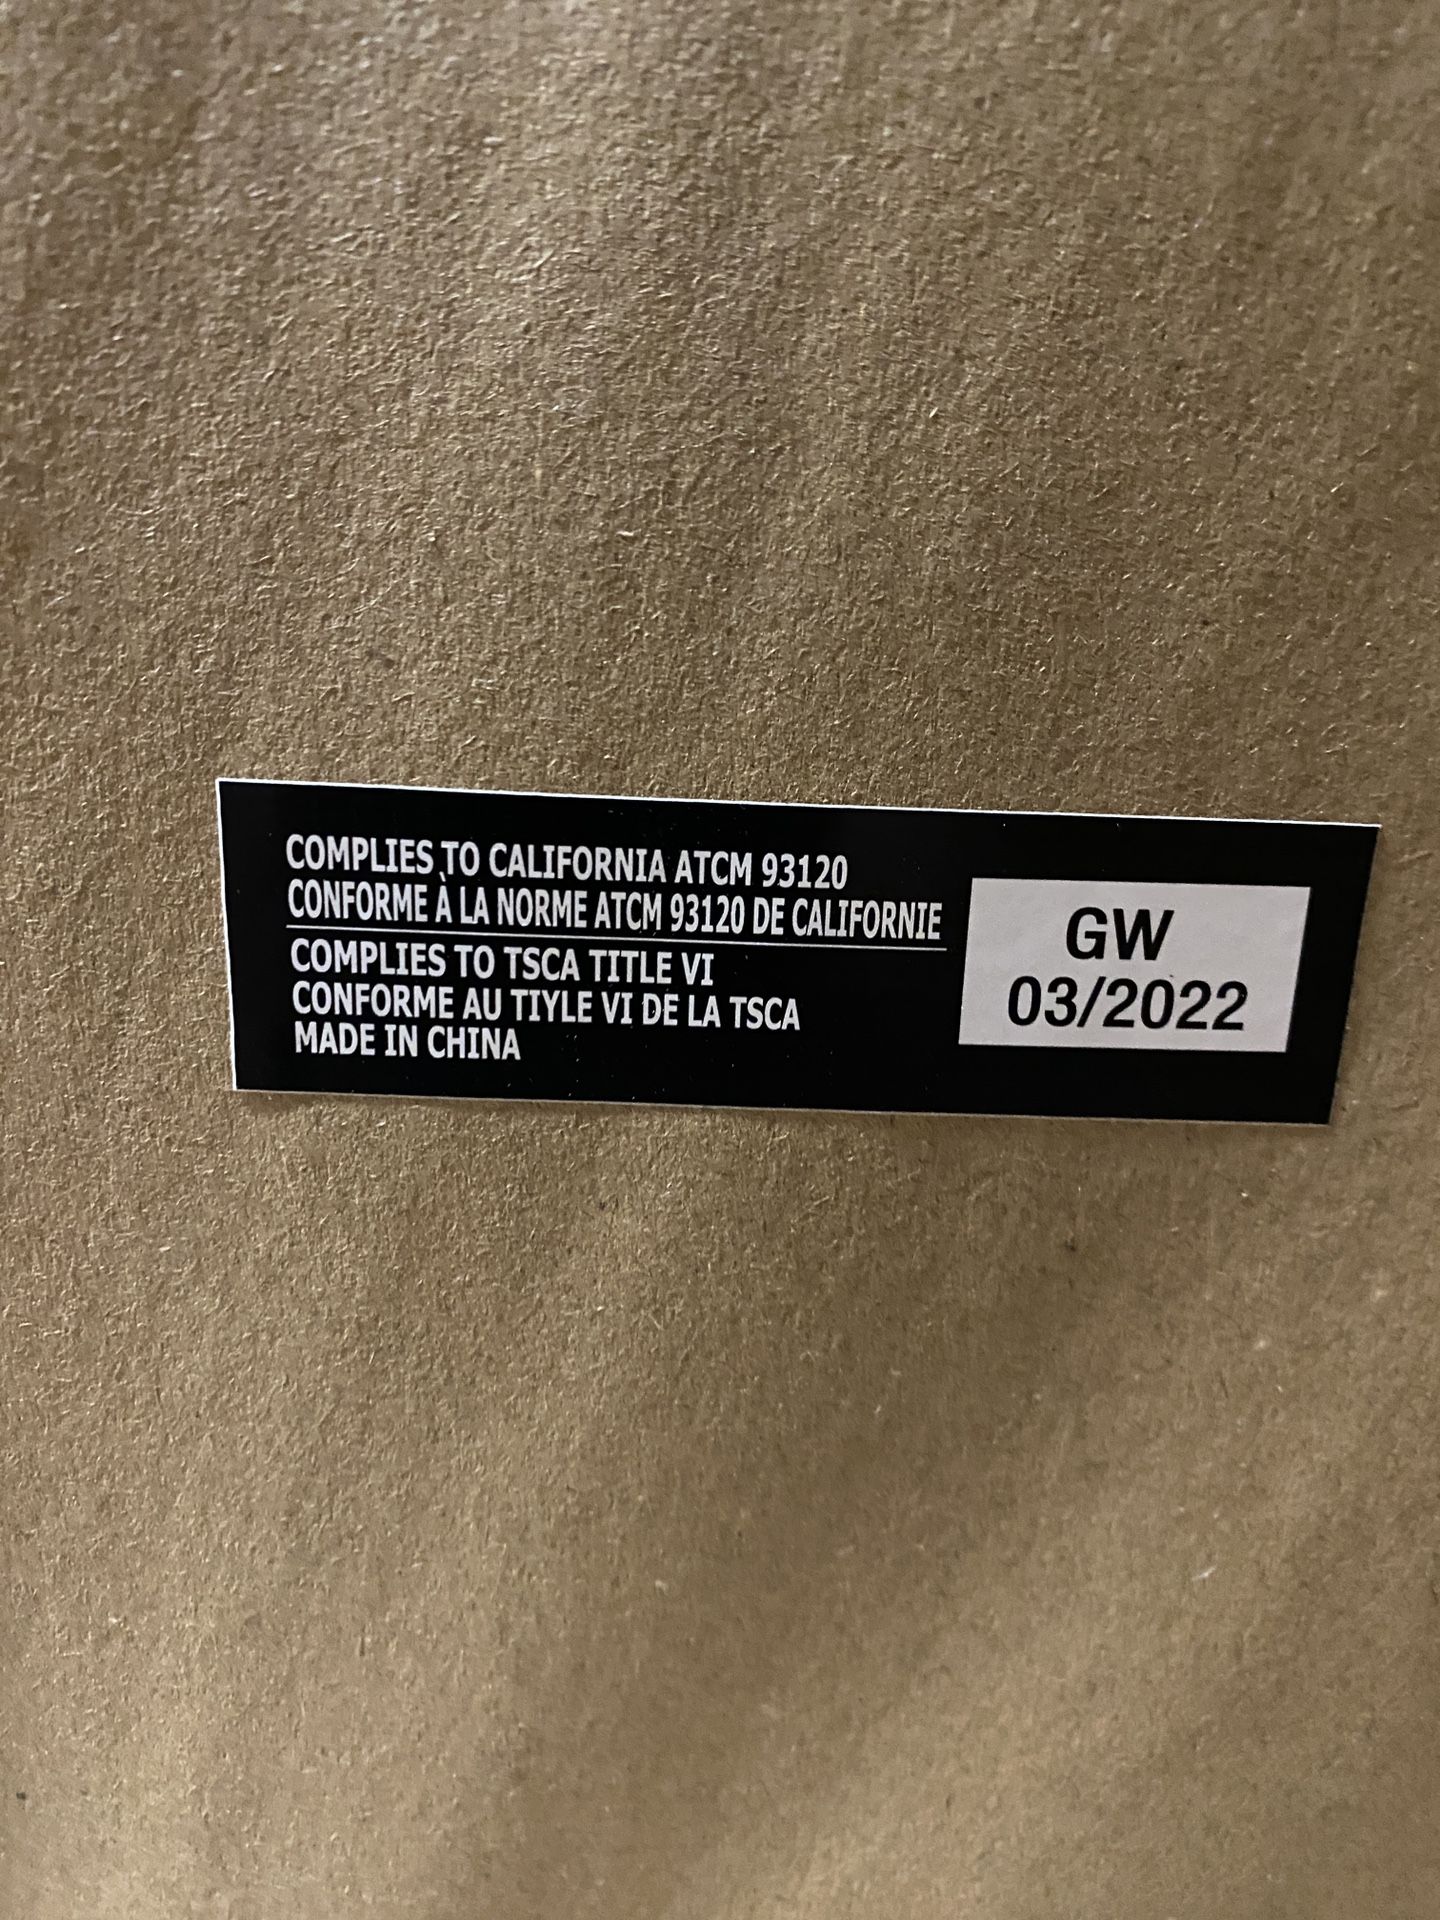 COMPLIES TO CALIFORNIA ATCM 93120
CONFORME À LA NORME ATCM 93120 DE CALIFORNIE
COMPLIES TO TSCA TITLE VI
CONFORME AU TIYLE VI DE LA TSCA
MADE IN CHINA
GW
03/2022